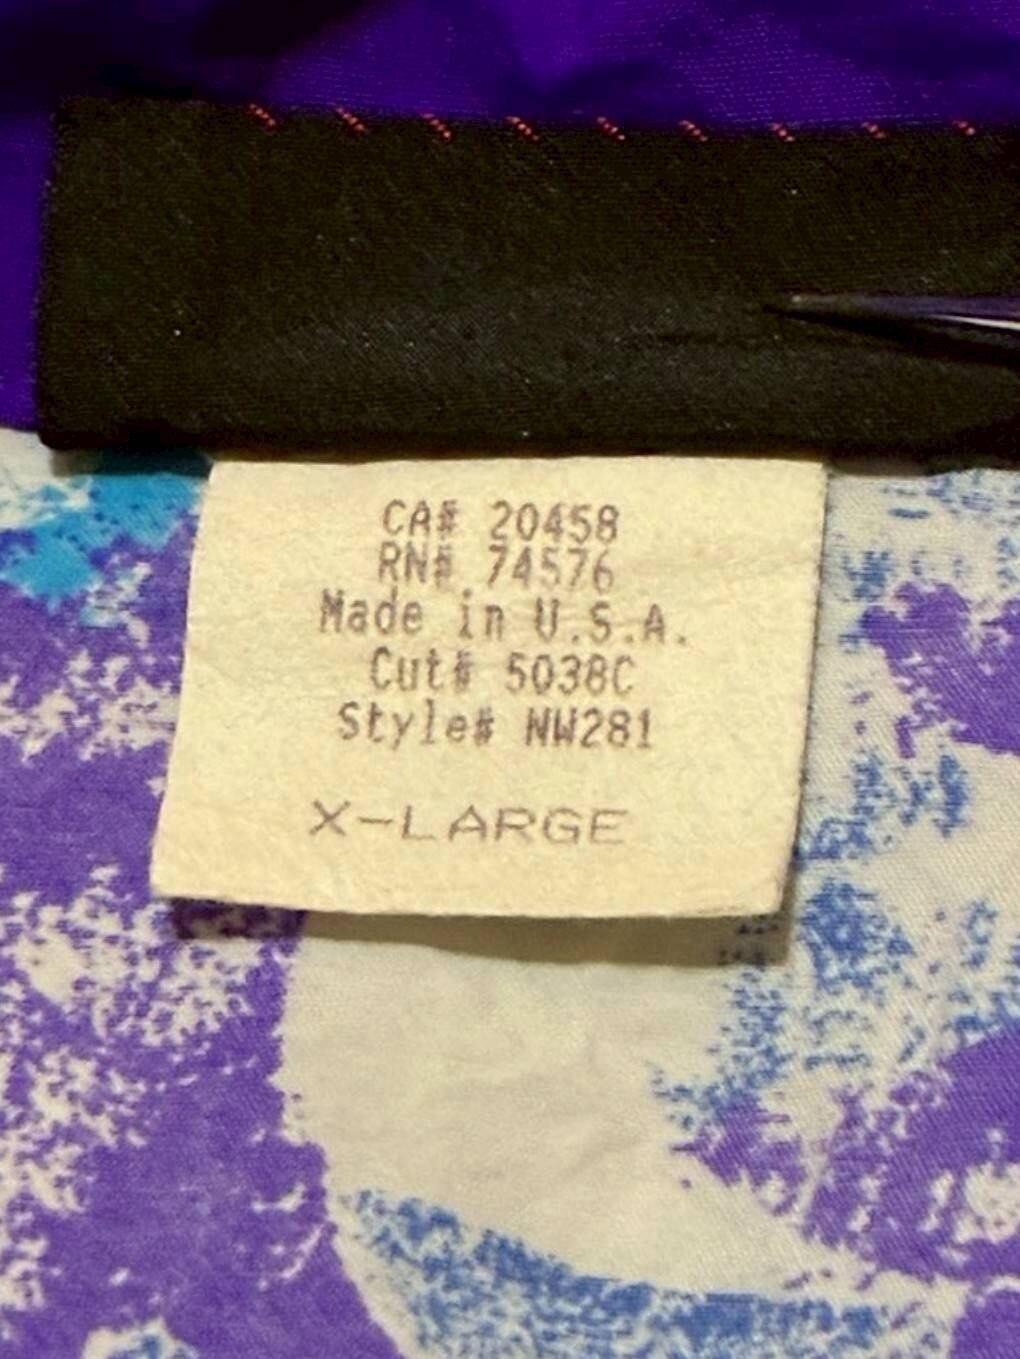 CA# 20458
RN# 74576
Made in U.S.A.
Cut# 5038C
Style# NW281
X-LARGE